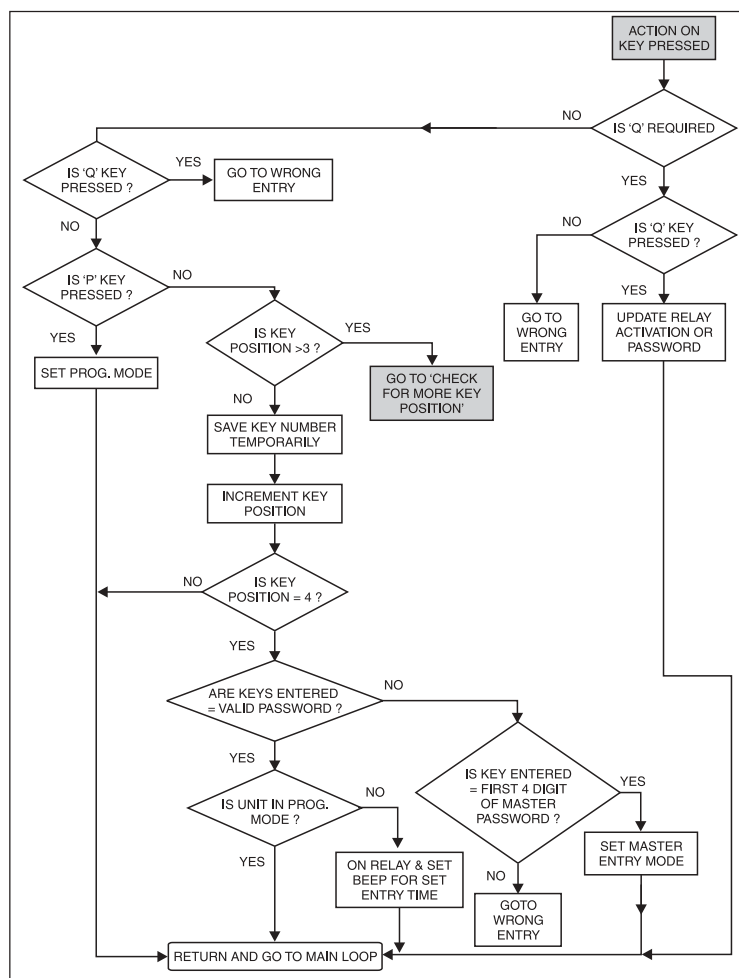 ACTION ON
KEY PRESSED
NO
IS ‘Q’ REQUIRED
YES
IS ‘Q’ KEY
PRESSED ?
YES
GO TO WRONG
ENTRY
NO
NO
IS ‘Q’ KEY
PRESSED ?
YES
GO TO
WRONG
ENTRY
UPDATE RELAY
ACTIVATION OR
PASSWORD
IS ‘P’ KEY
PRESSED ?
NO
YES
SET PROG. MODE
IS KEY
POSITION >3 ?
YES
NO
GO TO ‘CHECK
FOR MORE KEY
POSITION’
SAVE KEY NUMBER
TEMPORARILY
INCREMENT KEY
POSITION
NO
IS KEY
POSITION = 4 ?
YES
ARE KEYS ENTERED
= VALID PASSWORD ?
NO
YES
IS UNIT IN PROG.
MODE ?
NO
YES
ON RELAY & SET
BEEP FOR SET
ENTRY TIME
IS KEY ENTERED
= FIRST 4 DIGIT
OF MASTER
PASSWORD ?
YES
SET MASTER
ENTRY MODE
NO
GOTO
WRONG
ENTRY
RETURN AND GO TO MAIN LOOP